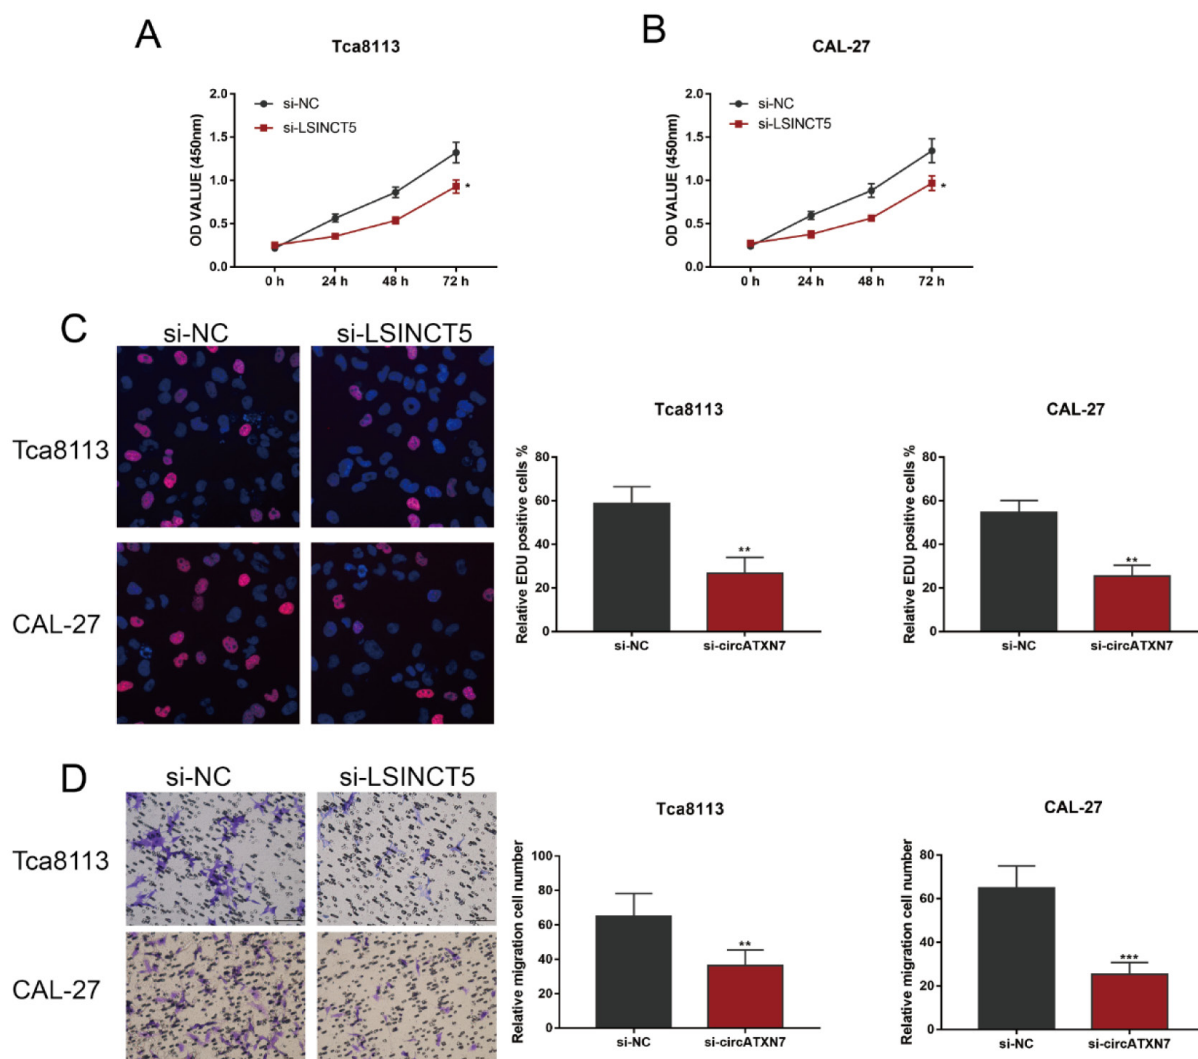 A
Tca8113
OD VALUE (450nm)
2.0
1.5
1.0
0.5
0.0
si-NC
si-LSINCT5
*
0 h 24 h 48 h 72 h
B
CAL-27
OD VALUE (450nm)
2.0
1.5
1.0
0.5
0.0
si-NC
si-LSINCT5
*
0 h 24 h 48 h 72 h
C
si-NC si-LSINCT5
Tca8113
CAL-27
Tca8113
Relative EDU positive cells %
80
60
40
20
0
**
si-NC si-circATXN7
CAL-27
Relative EDU positive cells %
80
60
40
20
0
**
si-NC si-circATXN7
D
si-NC si-LSINCT5
Tca8113
CAL-27
Tca8113
Relative migration cell number
100
80
60
40
20
0
**
si-NC si-circATXN7
CAL-27
Relative migration cell number
80
60
40
20
0
***
si-NC si-circATXN7